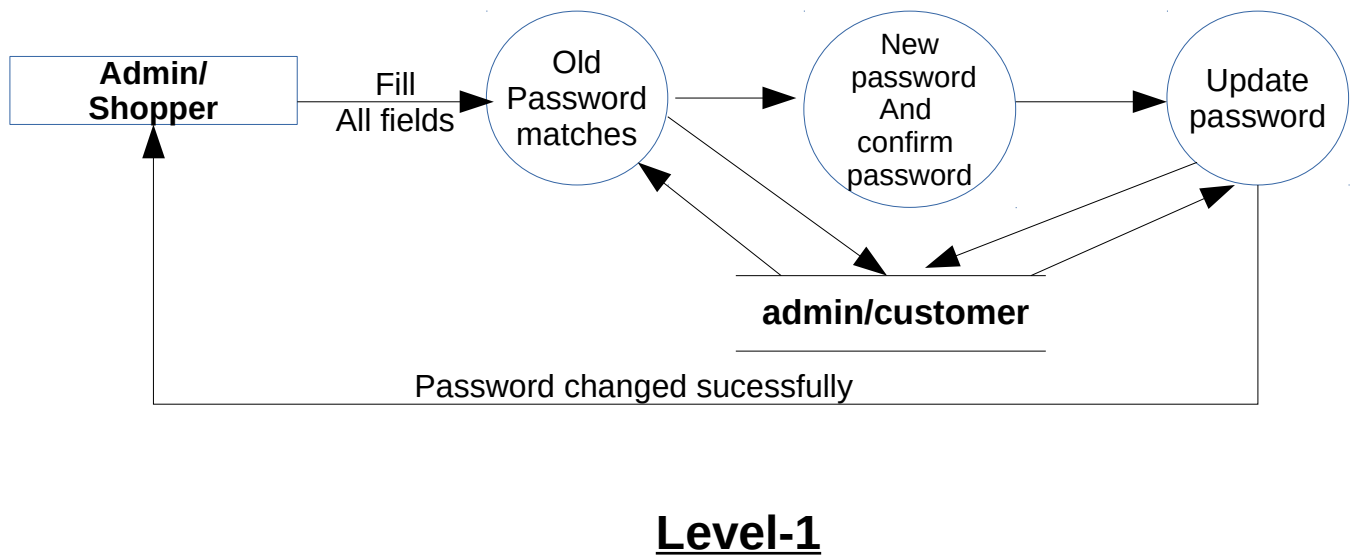 Admin/
Shopper
Fill
All fields
Old
Password
matches
New
password
And
confirm
password
Update
password
admin/customer
Password changed sucessfully
Level-1